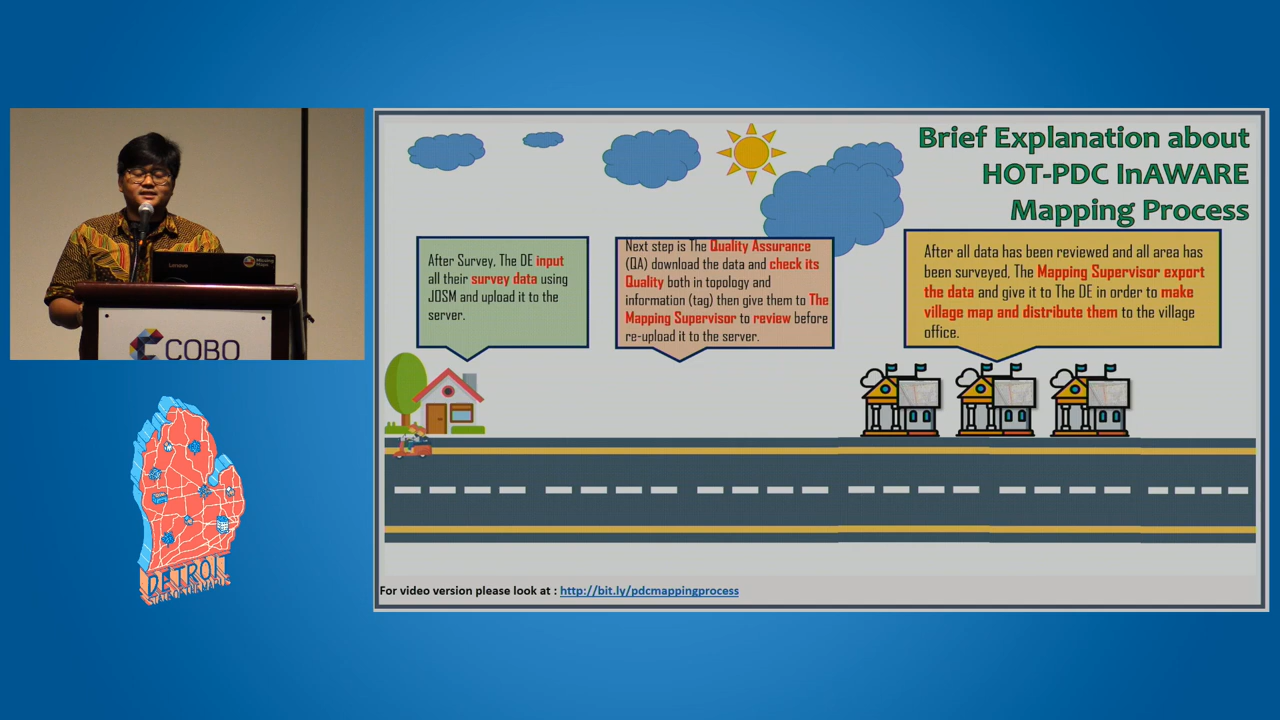 Brief Explanation about
HOT-PDC InAWARE
Mapping Process
After Survey, The DE input
all their survey data using
JOSM and upload it to the
server.
Next step is The Quality Assurance
(QA) download the data and check its
Quality both in topology and
information (tag) then give them to The
Mapping Supervisor to review before
re-upload it to the server.
After all data has been reviewed and all area has
been surveyed, The Mapping Supervisor export
the data and give it to The DE in order to make
village map and distribute them to the village
office.
For video version please look at : http://bit.ly/pdcmappingprocess
Lenovo
COBO
DETROIT